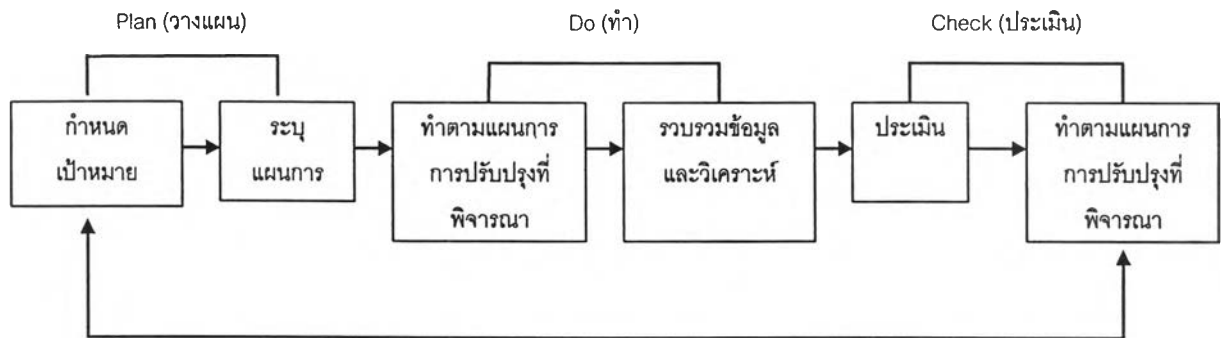 Plan (วางแผน)
Do (ทำ)
Check (ประเมิน)
กำหนด
เป้าหมาย
ระบุ
แผนการ
ทำตามแผนการ
การปรับปรุงที่
พิจารณา
รวบรวมข้อมูล
และวิเคราะห์
ประเมิน
ทำตามแผนการ
การปรับปรุงที่
พิจารณา